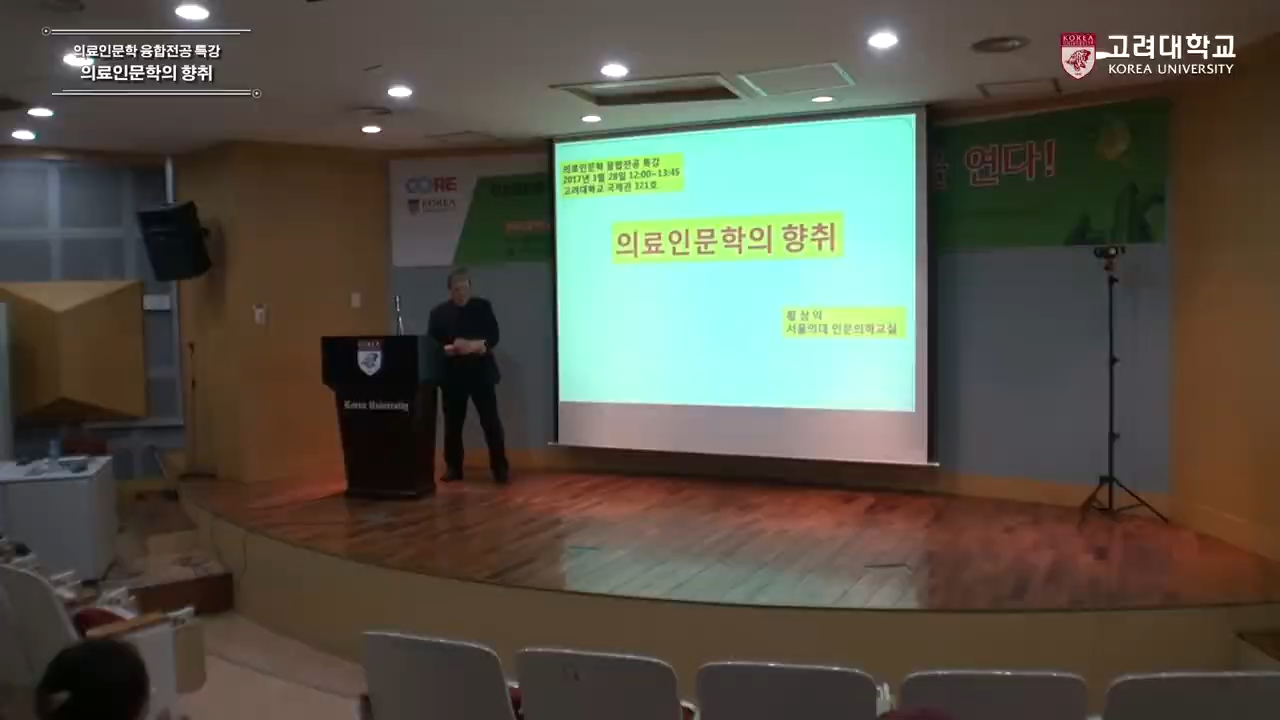 의료인문학 융합전공 특강
의료인문학의 향취
KOREA
고려대학교
KOREA UNIVERSITY
연다!
CORE
KOREA
의료인문학 융합전공 특강
2017년 3월 28일 12:00~13:45
고려대학교 국제관 321호
의료인문학의 향취
황 상 익
서울의대 인문의학교실
KOREA
Korea University